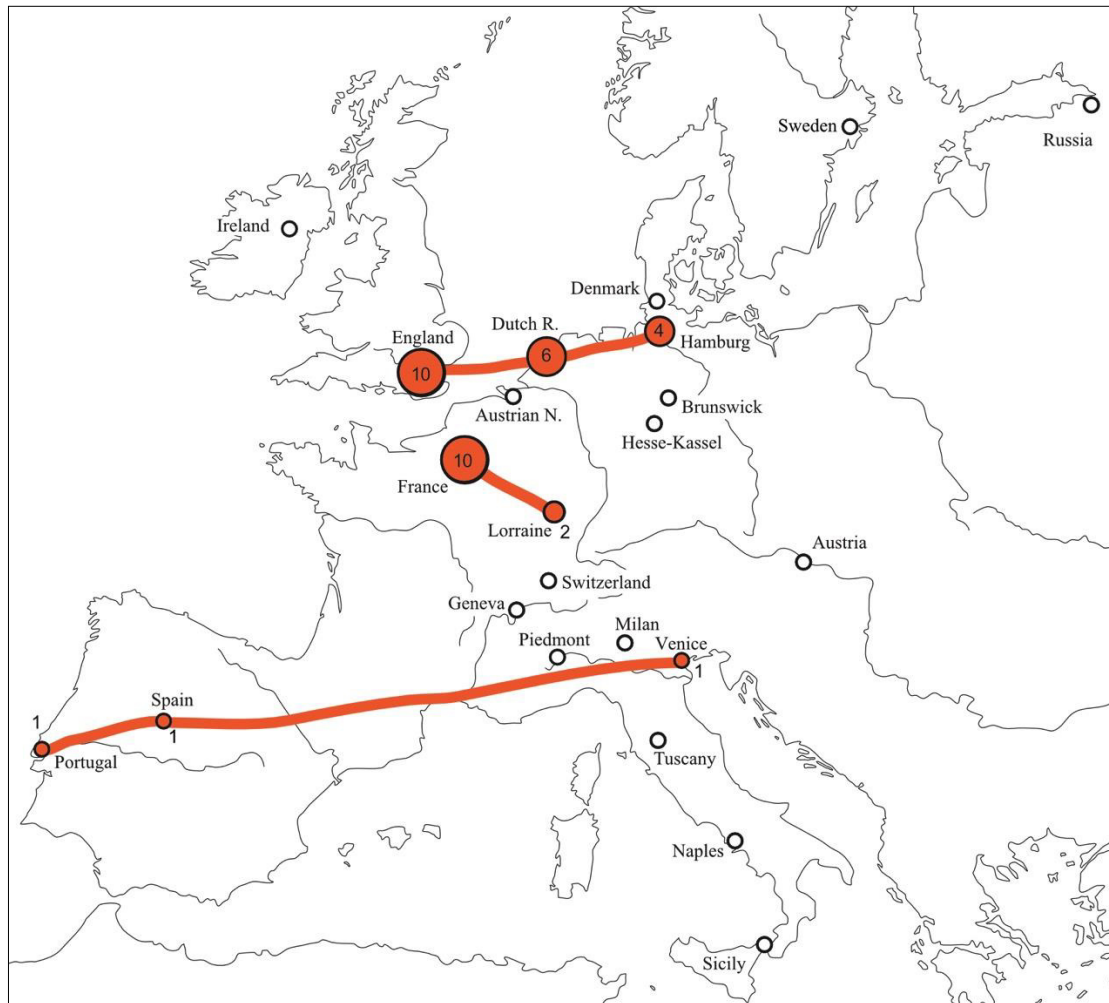 Sweden
Russia
Ireland
Denmark
England
Dutch R.
4
Hamburg
6
10
Austrian N.
Brunswick
Hesse-Kassel
10
France
Lorraine
2
Austria
Switzerland
Geneva
Milan
Piedmont
Venice
1
Spain
1
1
Portugal
Tuscany
Naples
Sicily